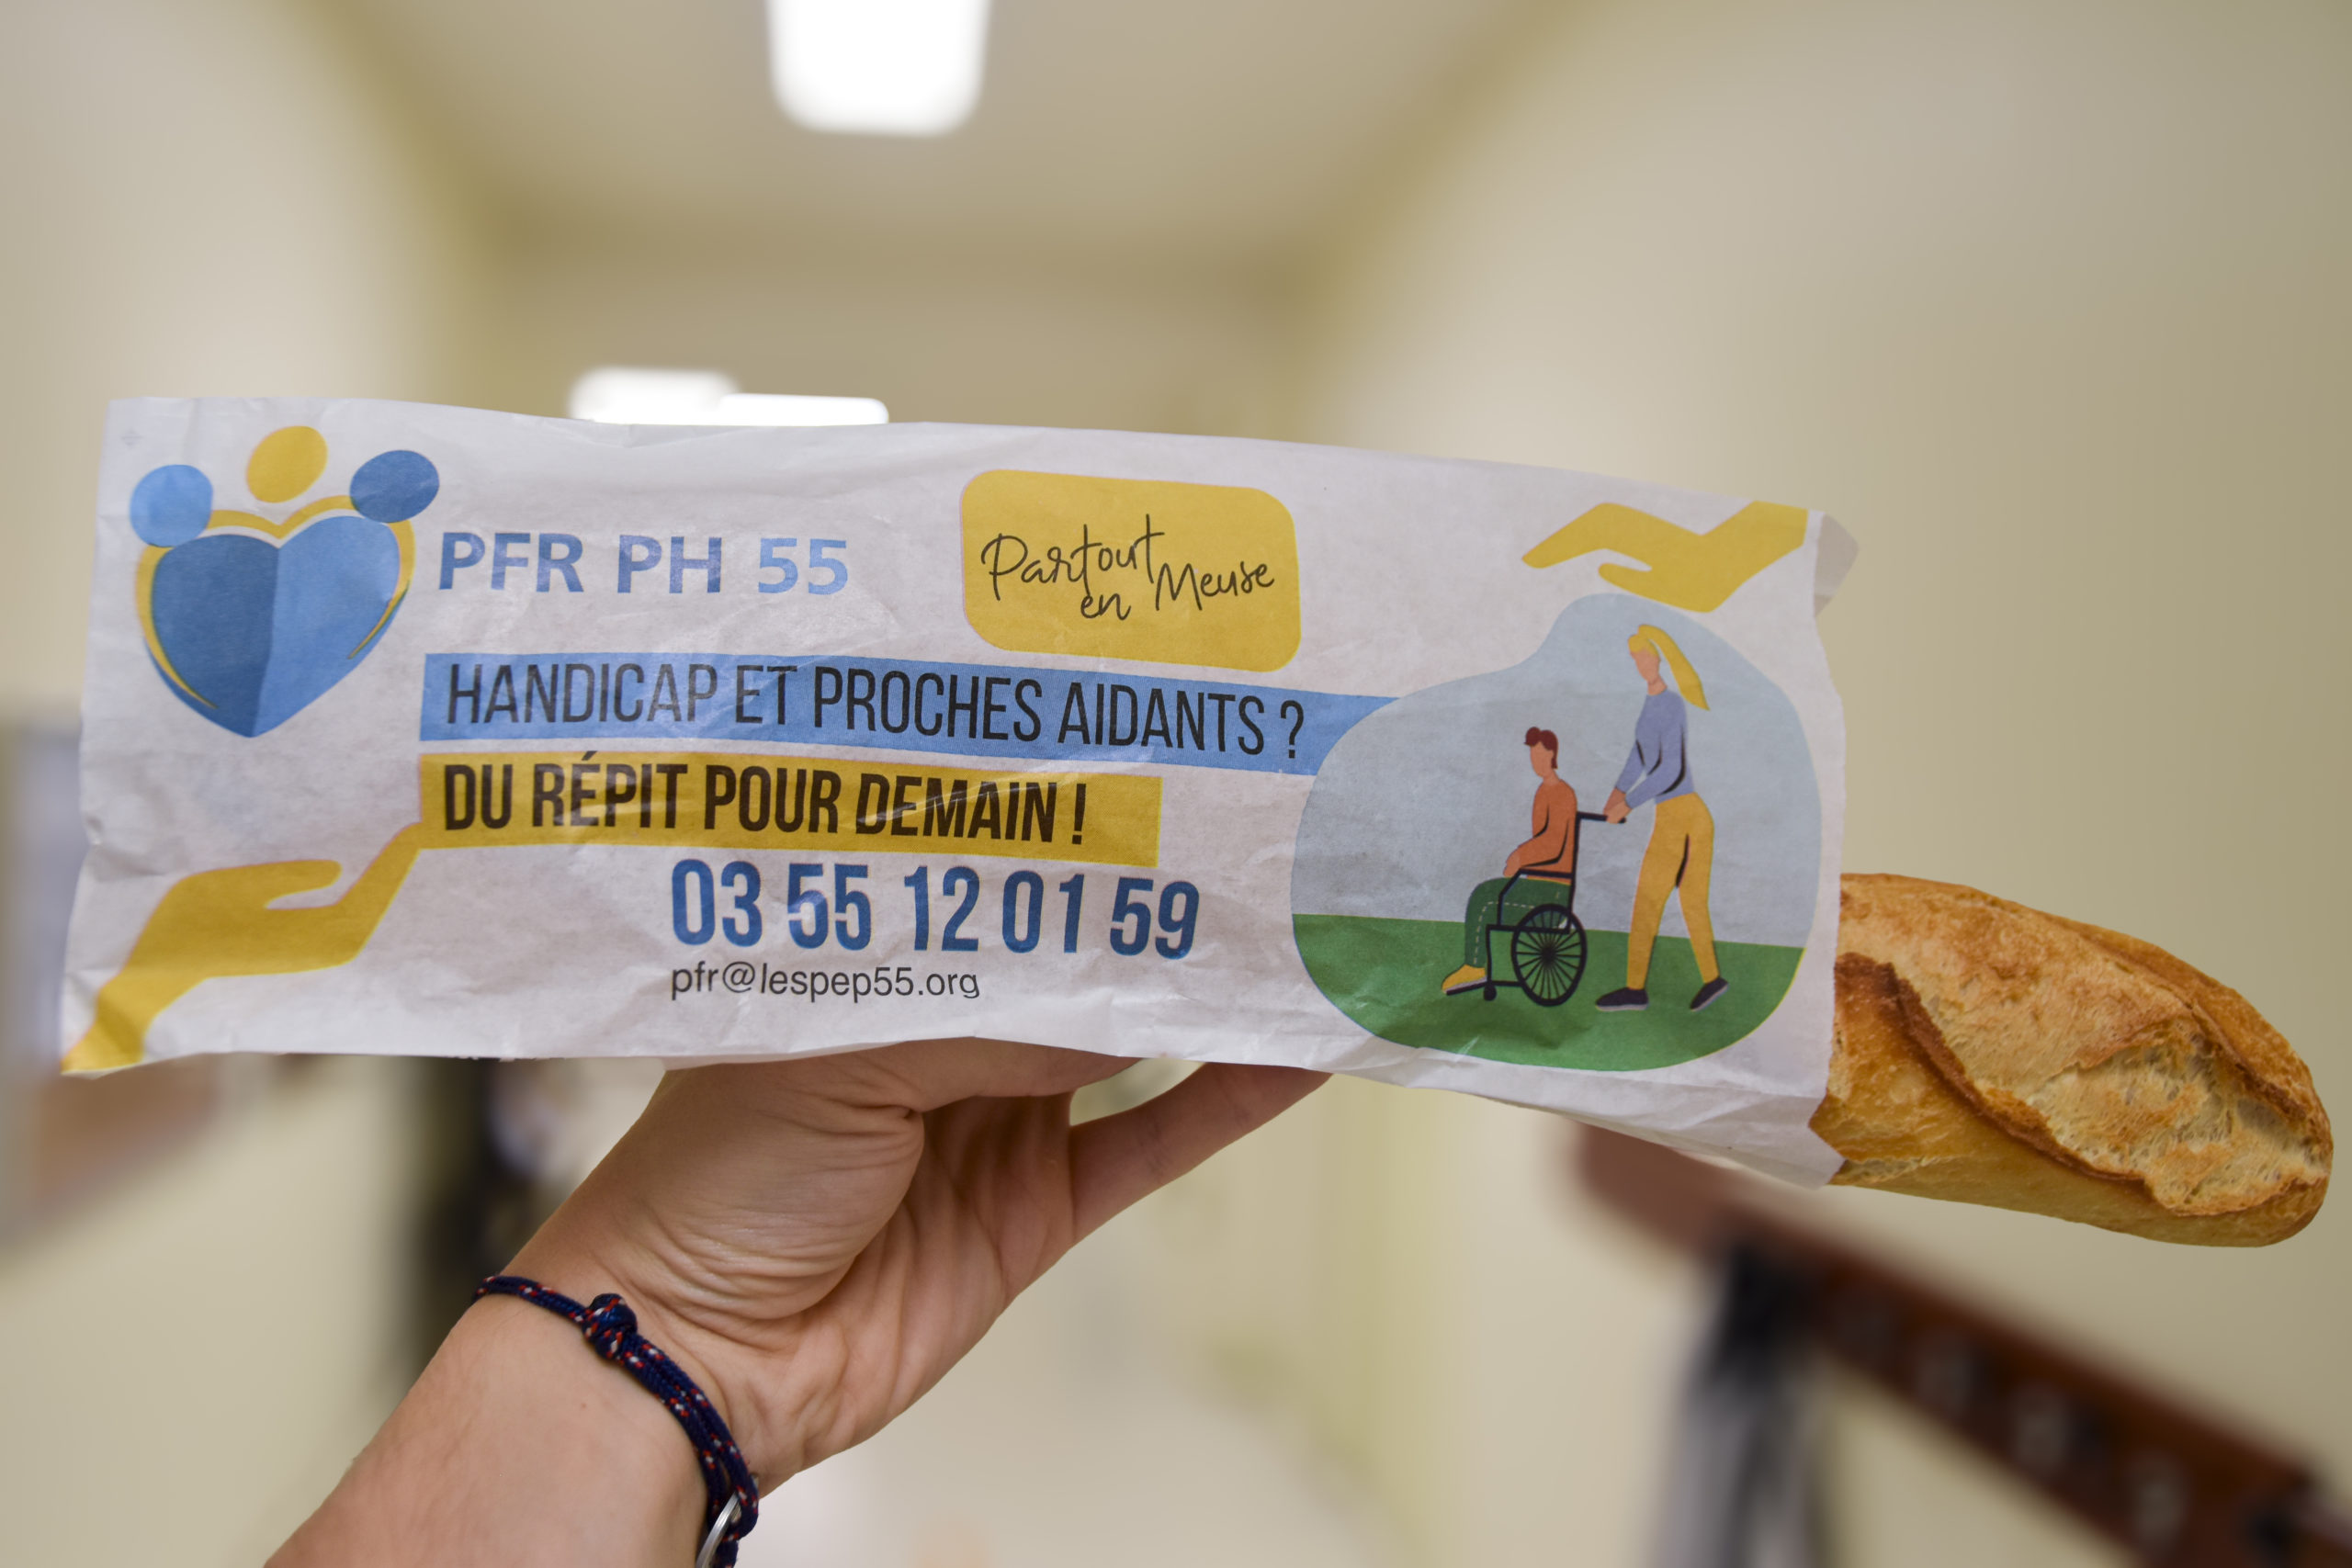 PFR PH 55
Partout
en Meuse
HANDICAP ET PROCHES AIDANTS ?
DU RÉPIT POUR DEMAIN !
03 55 12 01 59
pfr@lespep55.org